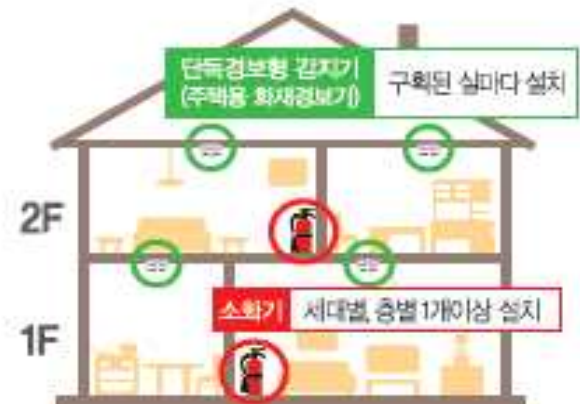 단독경보형 감지기
(주택용 화재경보기)
구획된 실마다 설치
2F
소화기
세대별, 층별 1개이상 설치
1F